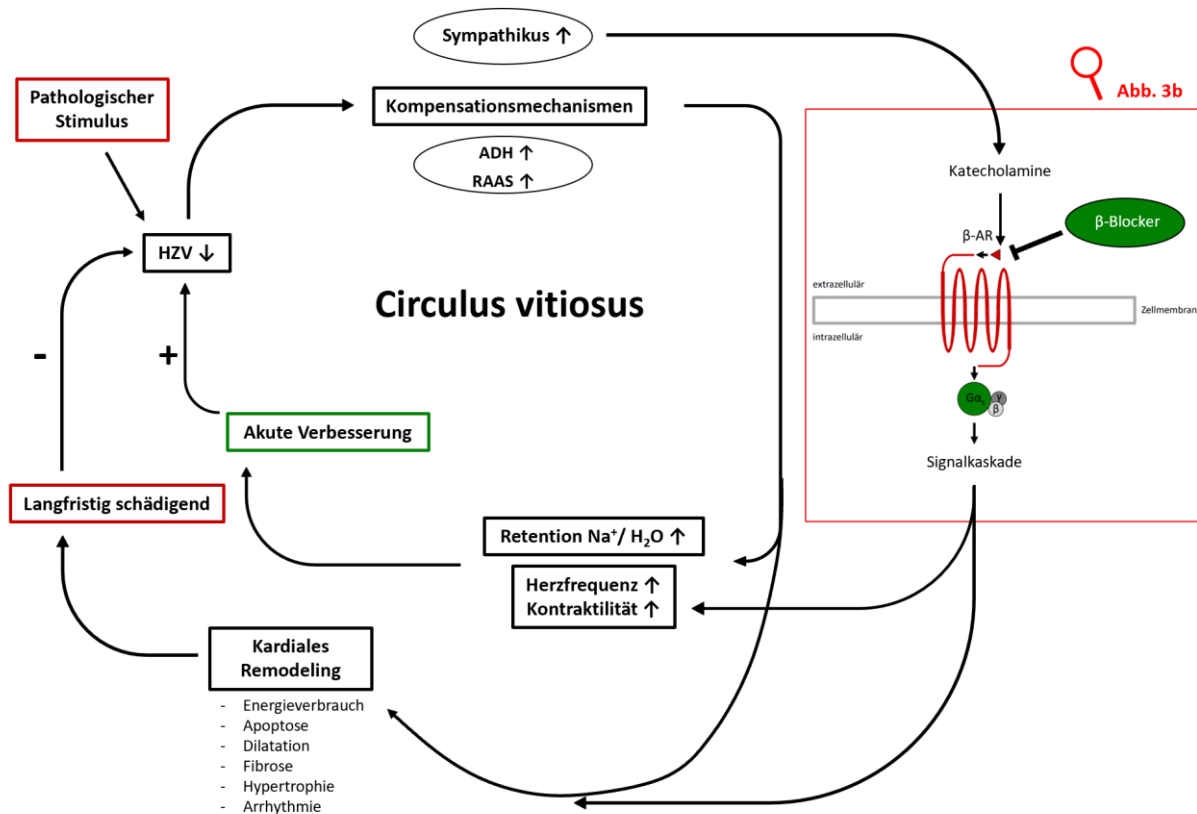 Sympathikus ↑
Pathologischer
Stimulus
Kompensationsmechanismen
ADH ↑
RAAS ↑
HZV ↓
Circulus vitiosus
-
+
Akute Verbesserung
Langfristig schädigend
Retention Na⁺/ H₂O ↑
Herzfrequenz ↑
Kontraktilität ↑
Kardiales
Remodeling
- Energieverbrauch
- Apoptose
- Dilatation
- Fibrose
- Hypertrophie
- Arrhythmie
Abb. 3b
Katecholamine
β-Blocker
β-AR
extrazellulär
Zellmembran
intrazellulär
Gαₛ
γ
β
Signalkaskade